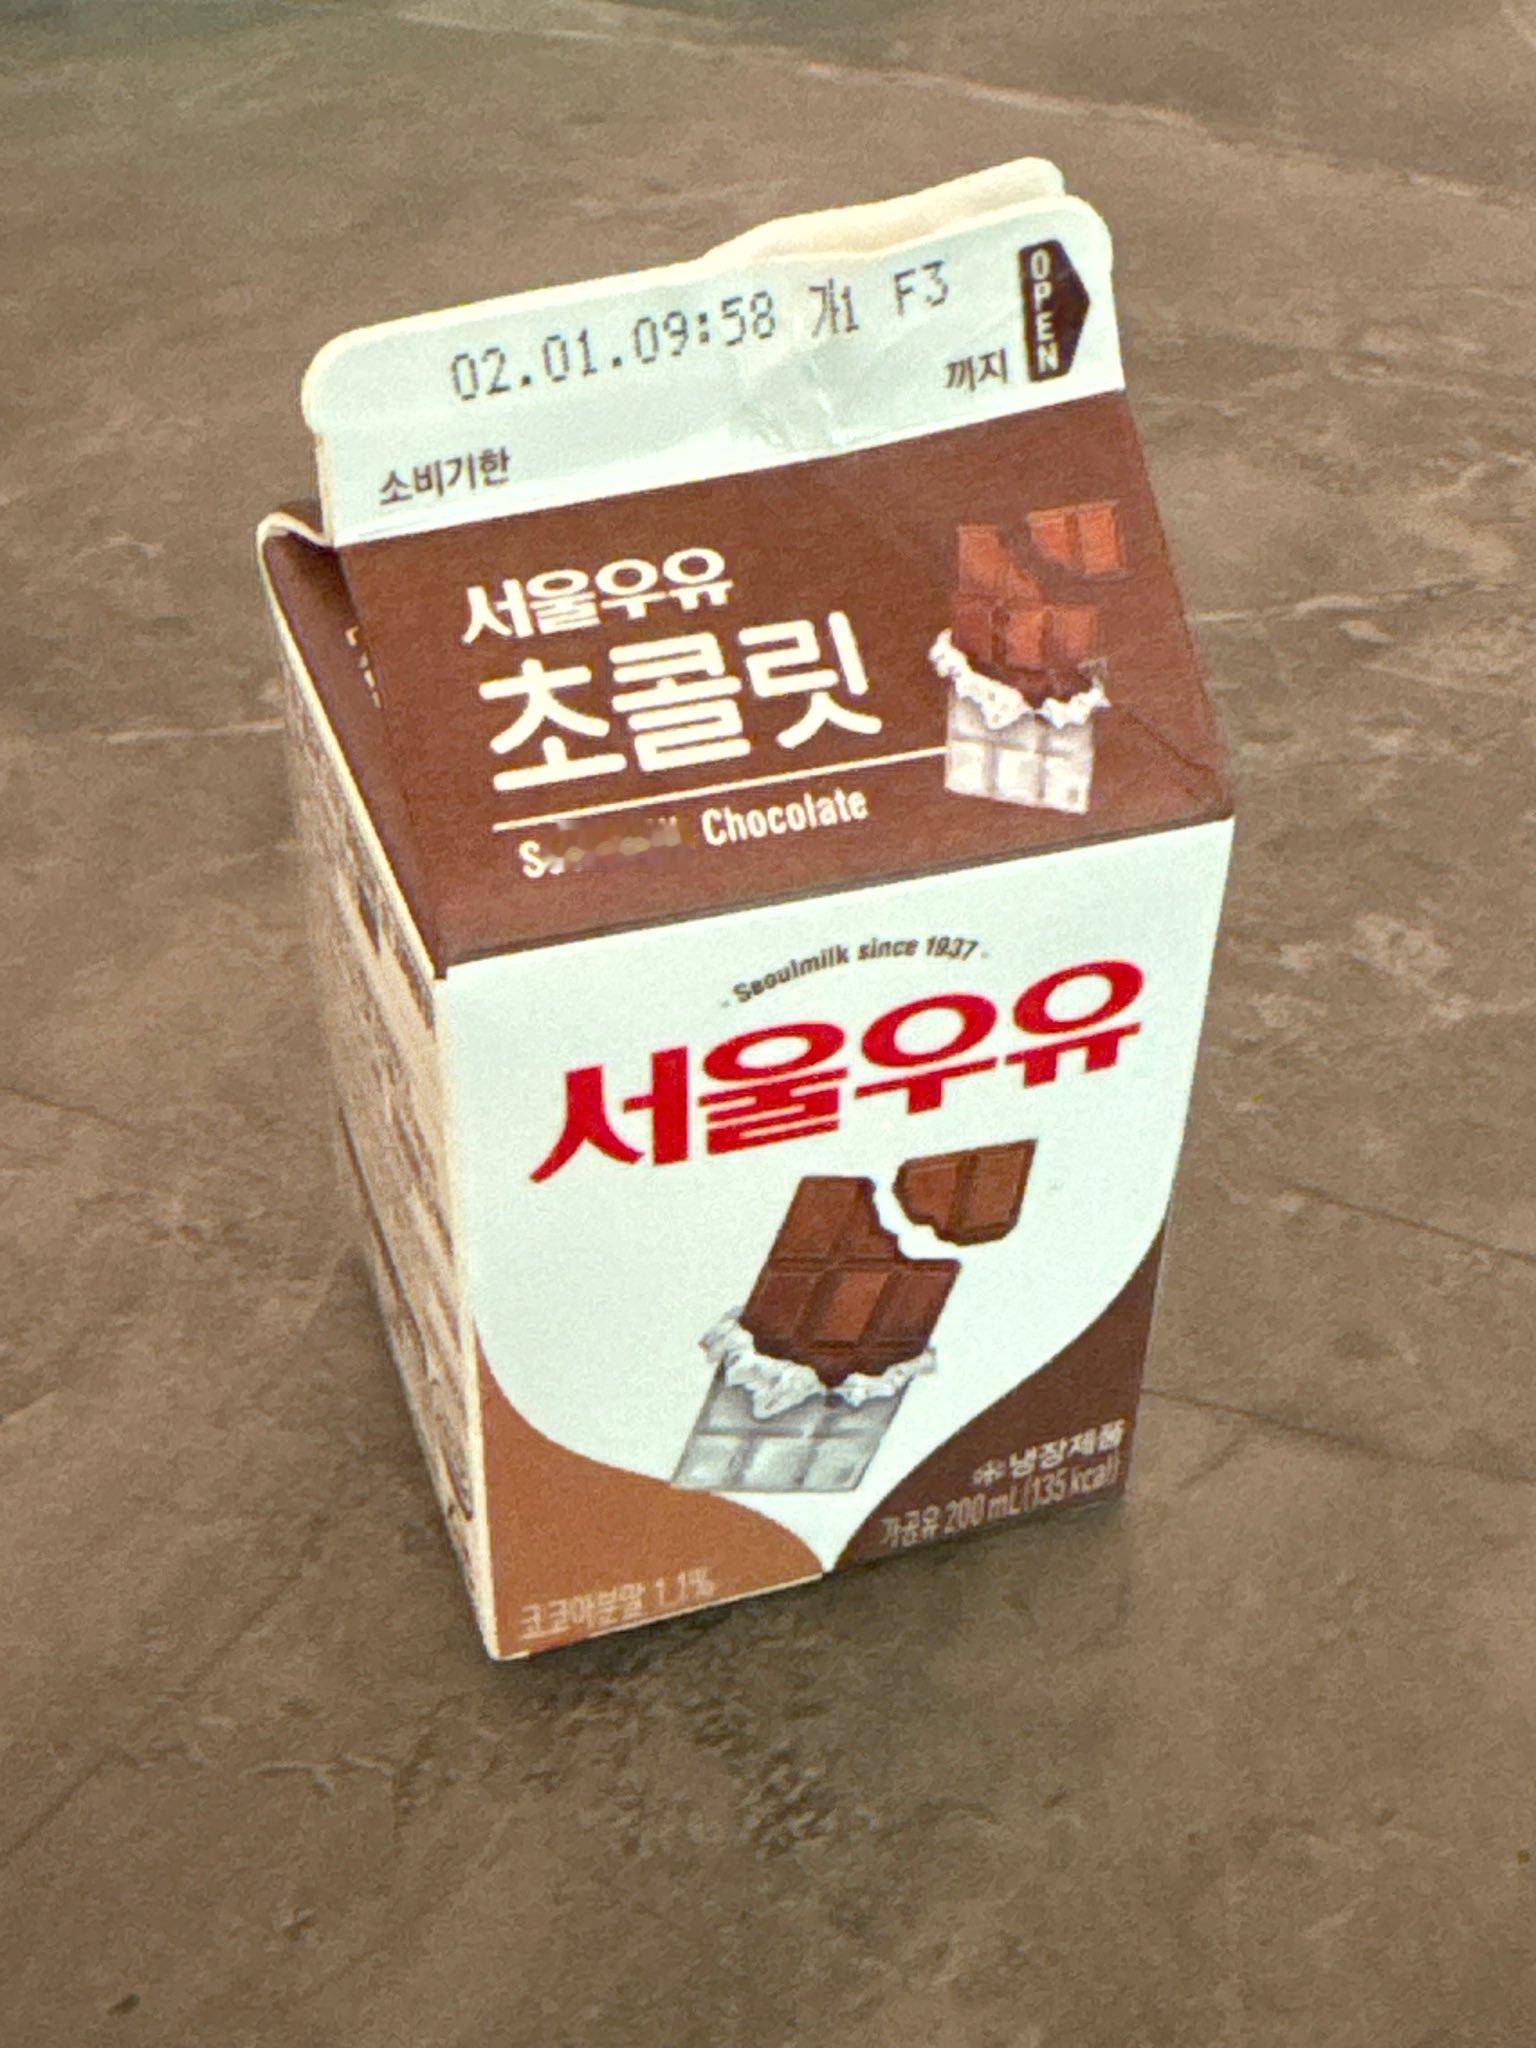 02.01.09:58 개1 F3
OPEN
까지
소비기한
서울우유
초콜릿
Chocolate
Seoulmilk since 1937
서울우유
냉장제품
가공유 200 mL(135 kcal)
코코아분말 1.1%